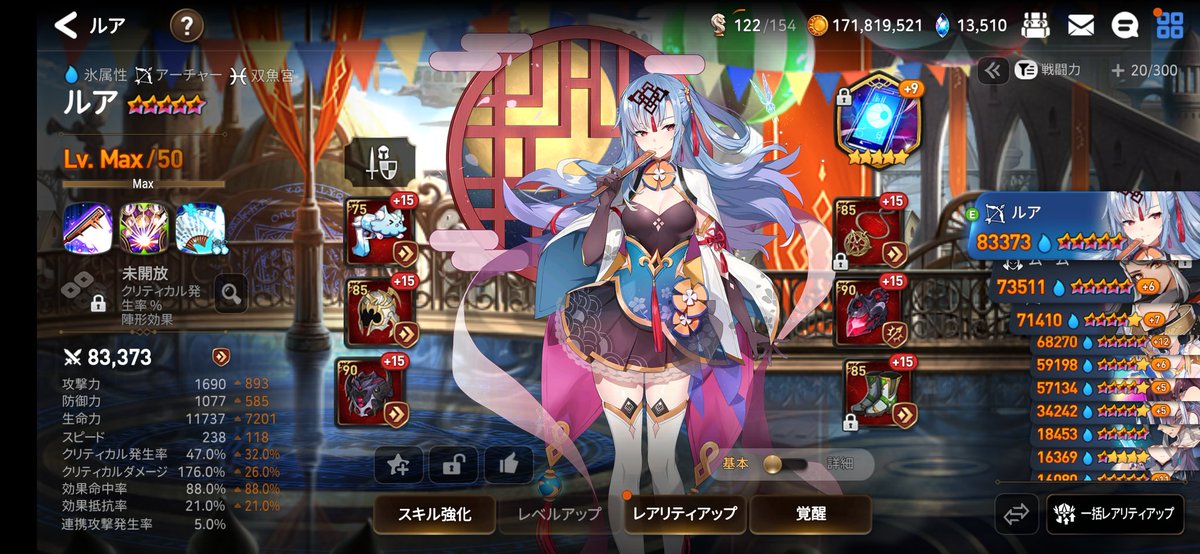 ルア
?
122/154
171,819,521
13,510
氷属性 アーチャー 双魚宮
ルア
Lv. Max/50
Max
未開放
クリティカル発
生率 %
陣形効果
83,373
攻撃力 1690 893
防御力 1077 585
生命力 11737 7201
スピード 238 118
クリティカル発生率 47.0% 32.0%
クリティカルダメージ 176.0% 26.0%
効果命中率 88.0% 88.0%
効果抵抗率 21.0% 21.0%
連携攻撃発生率 5.0%
75 +15
85 +15
90 +15
+9
85 +15
90 +15
85 +15
基本 詳細
スキル強化
レベルアップ
レアリティアップ
覚醒
戦闘力
+ 20/300
E ルア
83373
73511 +6
71410 +7
68270 +12
59198 +6
57134 +5
34242 +5
18453
16369
一括レアリティアップ